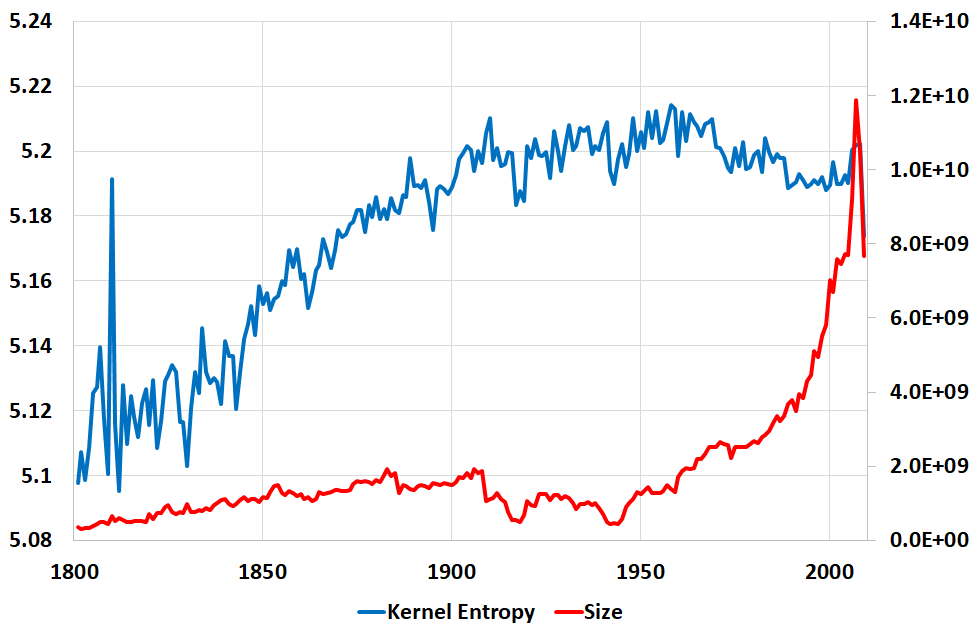 5.24
5.22
5.2
5.18
5.16
5.14
5.12
5.1
5.08
1.4E+10
1.2E+10
1.0E+10
8.0E+09
6.0E+09
4.0E+09
2.0E+09
0.0E+00
1800 1850 1900 1950 2000
Kernel Entropy Size